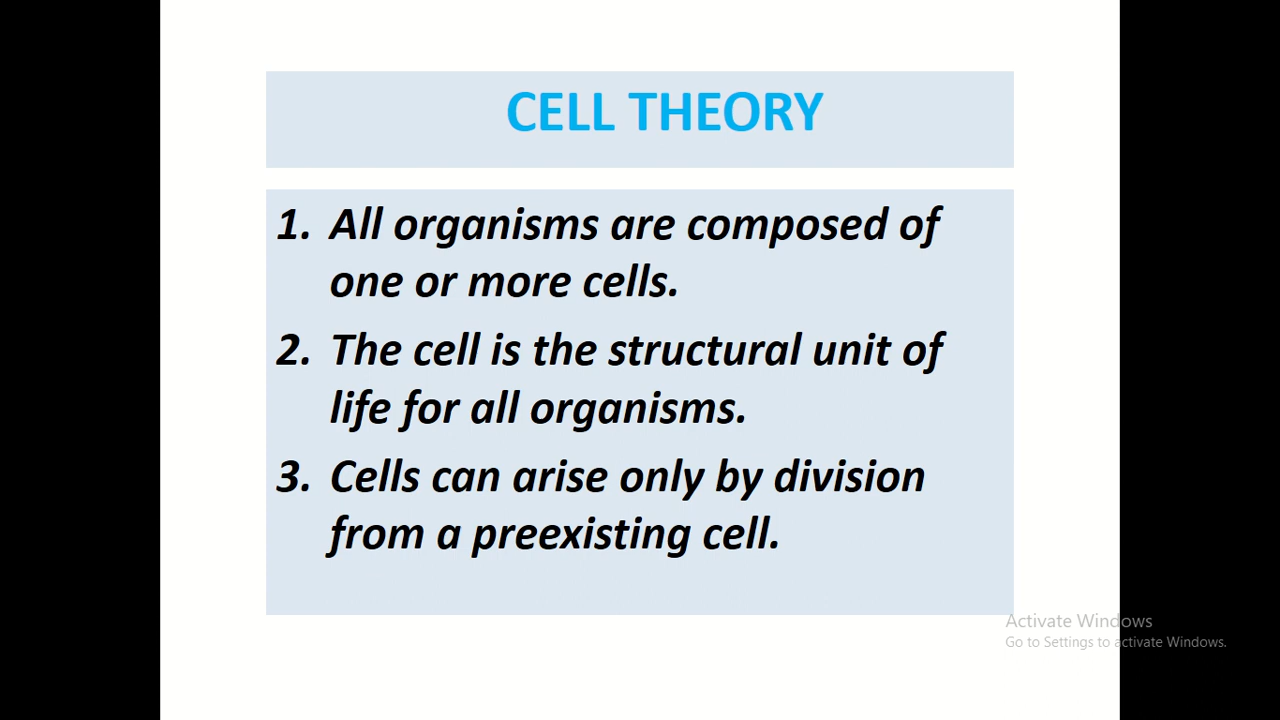 CELL THEORY
1. All organisms are composed of
one or more cells.
2. The cell is the structural unit of
life for all organisms.
3. Cells can arise only by division
from a preexisting cell.
Activate Windows
Go to Settings to activate Windows.